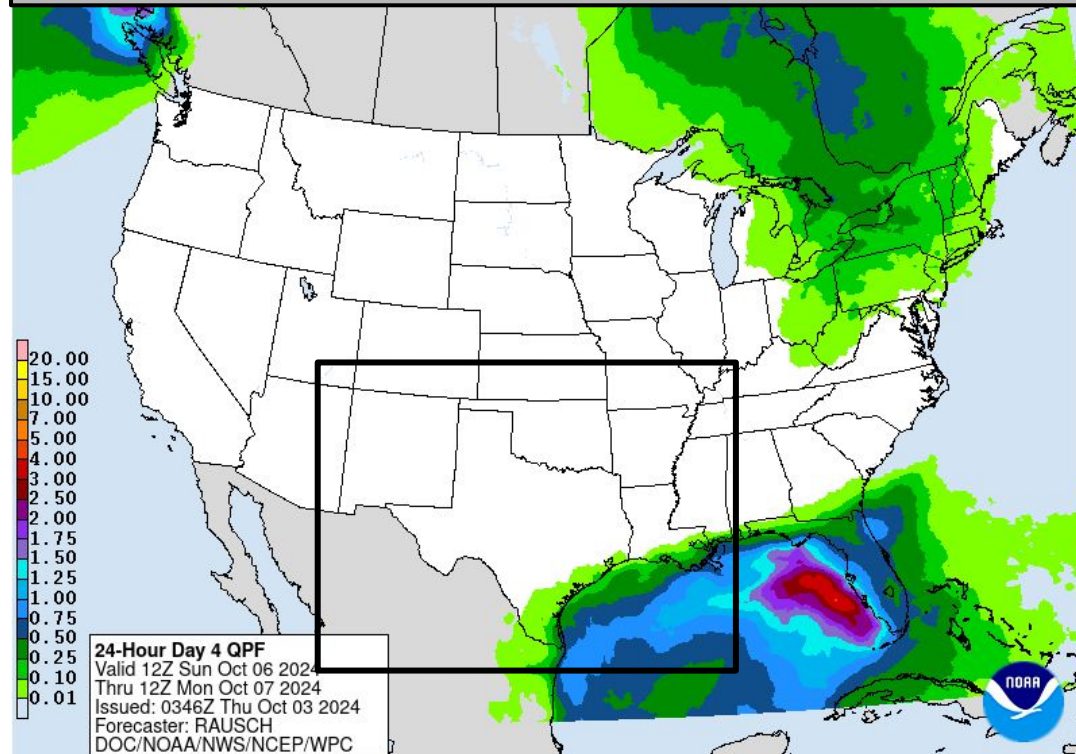 20.00
15.00
10.00
7.00
5.00
4.00
3.00
2.50
2.00
1.75
1.50
1.25
1.00
0.75
0.50
0.25
0.10
0.01
24-Hour Day 4 QPF
Valid 12Z Sun Oct 06 2024
Thru 12Z Mon Oct 07 2024
Issued: 0346Z Thu Oct 03 2024
Forecaster: RAUSCH
DOC/NOAA/NWS/NCEP/WPC
NOAA